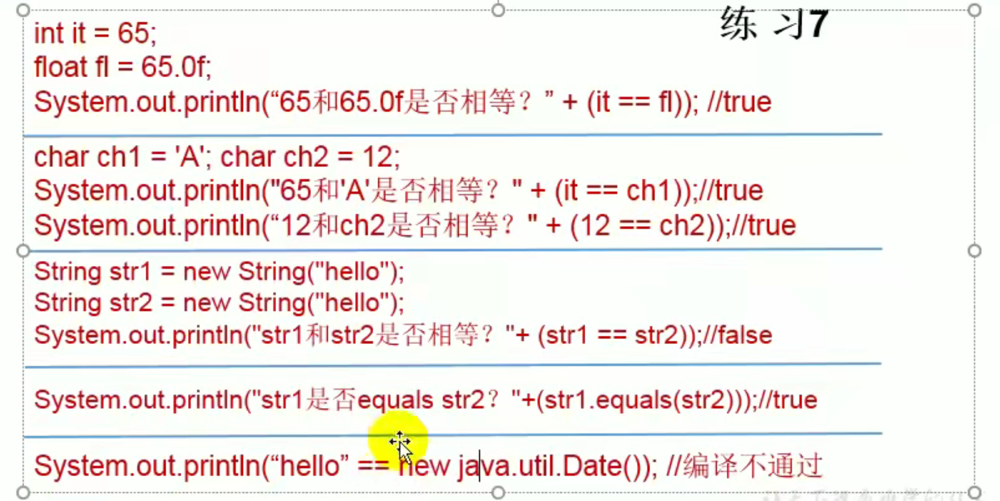 练 习7
int it = 65;
float fl = 65.0f;
System.out.println(“65和65.0f是否相等？” + (it == fl)); //true
char ch1 = 'A'; char ch2 = 12;
System.out.println("65和'A'是否相等？" + (it == ch1));//true
System.out.println(“12和ch2是否相等？" + (12 == ch2));//true
String str1 = new String("hello");
String str2 = new String("hello");
System.out.println("str1和str2是否相等？"+ (str1 == str2));//false
System.out.println("str1是否equals str2？"+(str1.equals(str2)));//true
System.out.println(“hello” == new java.util.Date()); //编译不通过